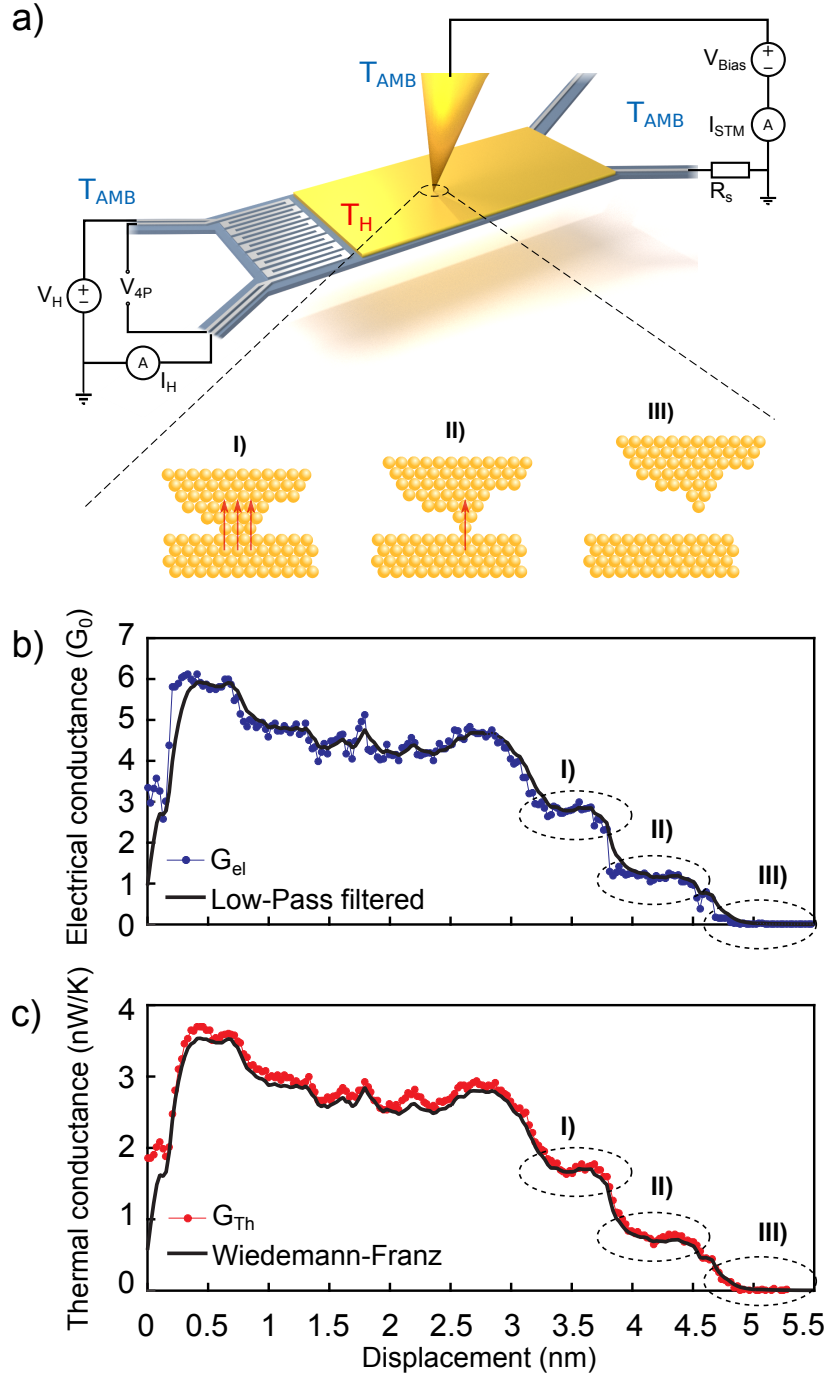 a)
T_AMB
V_Bias
T_AMB
I_STM
A
R_s
T_AMB
T_H
V_H
V_4P
A
I_H
I)
II)
III)
b)
Electrical conductance (G_0)
7
6
5
4
3
2
1
0
I)
II)
III)
G_el
Low-Pass filtered
c)
Thermal conductance (nW/K)
4
3
2
1
0
I)
II)
III)
G_Th
Wiedemann-Franz
0 0.5 1 1.5 2 2.5 3 3.5 4 4.5 5 5.5
Displacement (nm)